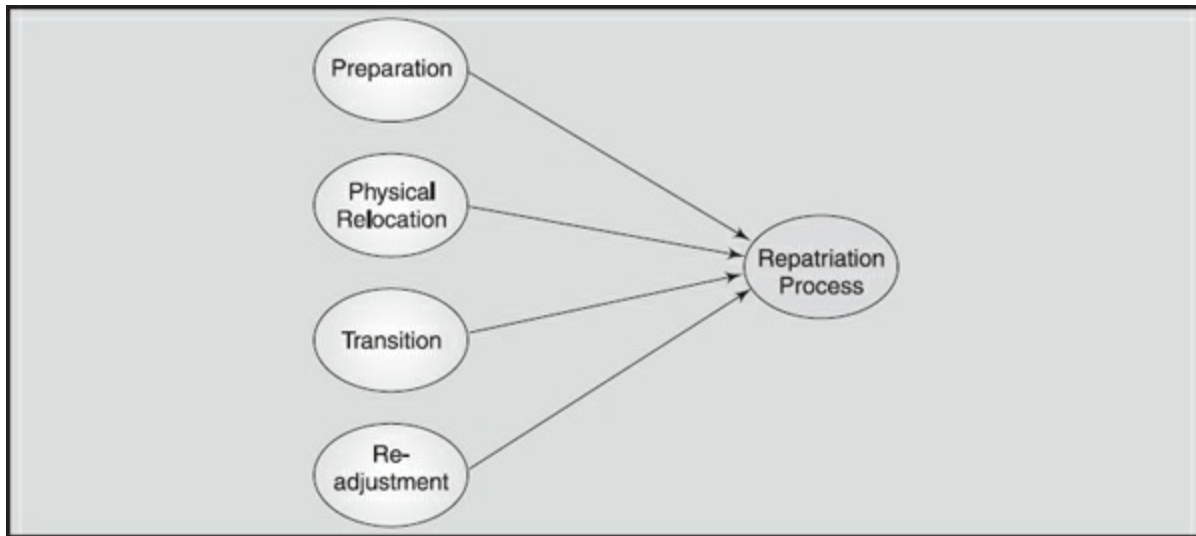 Preparation
Physical
Relocation
Transition
Re-
adjustment
Repatriation
Process